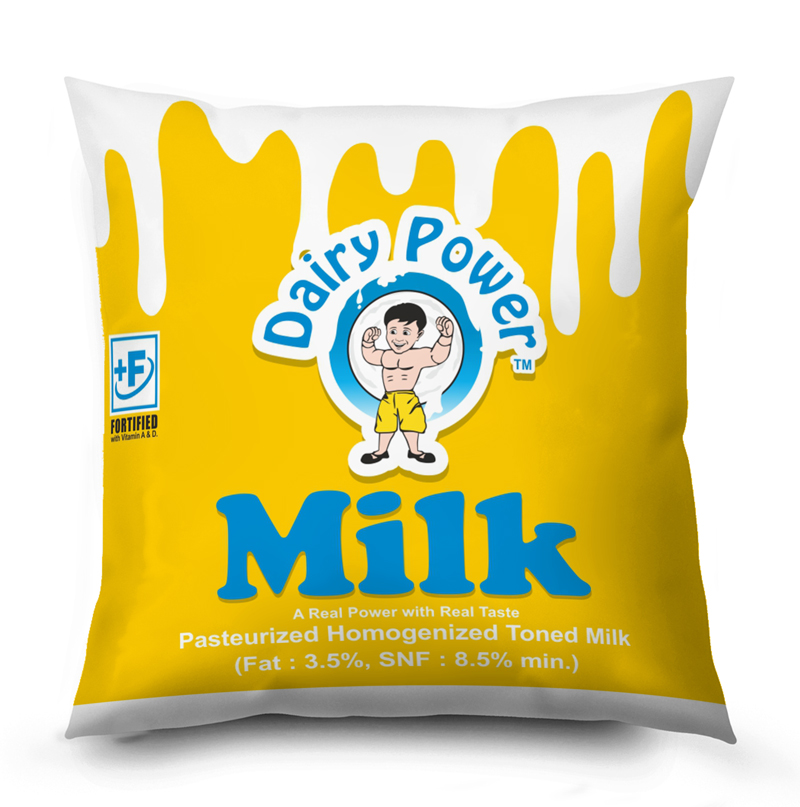 Dairy Power
TM
+F
FORTIFIED
with Vitamin A & D.
Milk
A Real Power with Real Taste
Pasteurized Homogenized Toned Milk
(Fat : 3.5%, SNF : 8.5% min.)